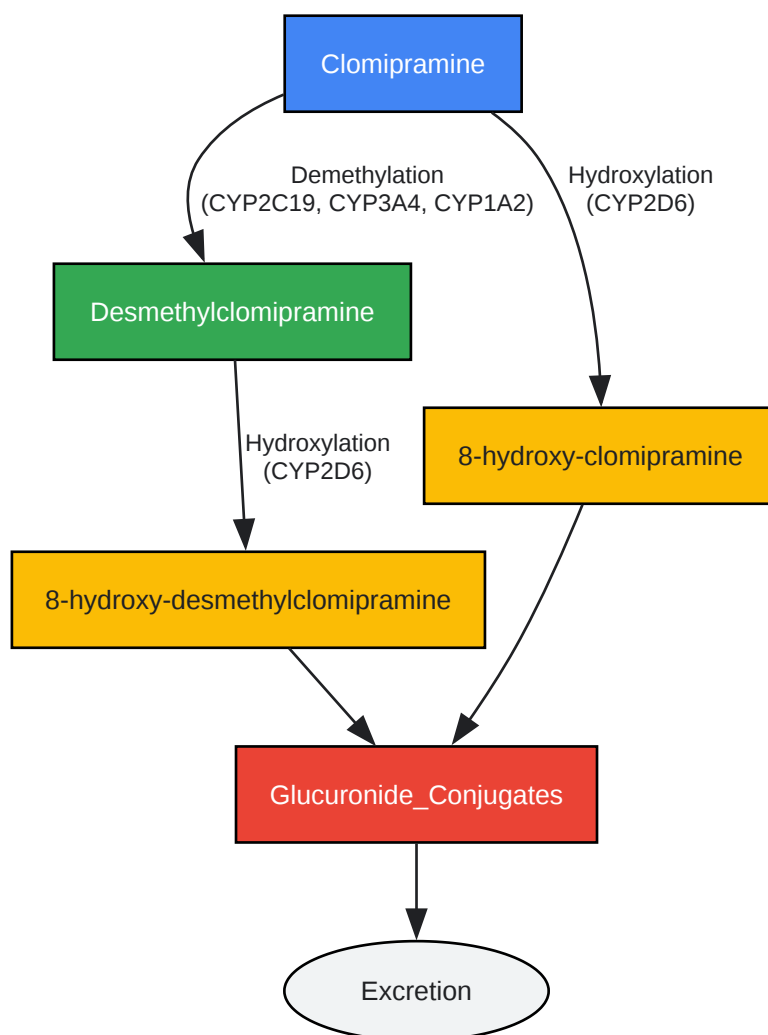 Clomipramine
Demethylation
(CYP2C19, CYP3A4, CYP1A2)
Hydroxylation
(CYP2D6)
Desmethylclomipramine
Hydroxylation
(CYP2D6)
8-hydroxy-clomipramine
8-hydroxy-desmethylclomipramine
Glucuronide_Conjugates
Excretion